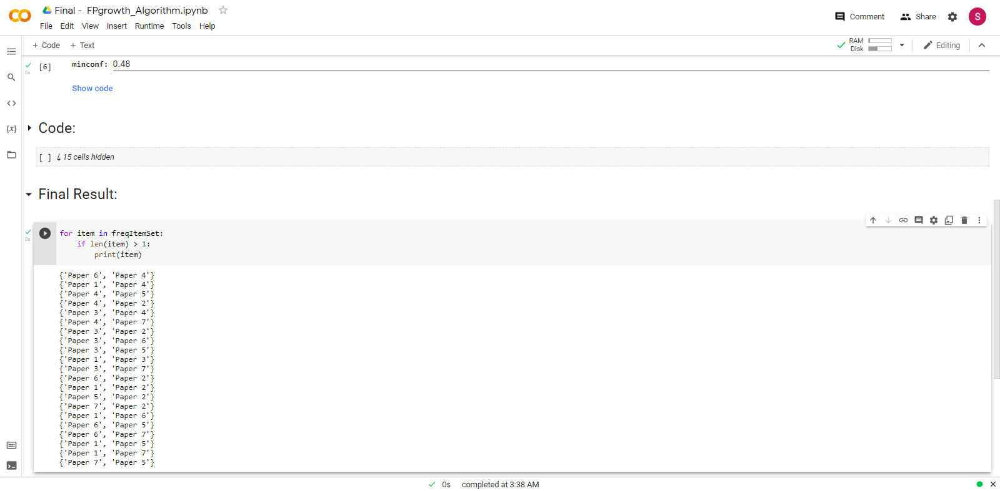 Final - FPgrowth_Algorithm.ipynb
File Edit View Insert Runtime Tools Help
Comment Share S
+ Code + Text
RAM
Disk
Editing
[6]
0s
minconf: 0.48
Show code
{x}
Code:
[ ] ↳ 15 cells hidden
Final Result:
0s
for item in freqItemSet:
    if len(item) > 1:
        print(item)
{'Paper 6', 'Paper 4'}
{'Paper 1', 'Paper 4'}
{'Paper 4', 'Paper 5'}
{'Paper 4', 'Paper 2'}
{'Paper 3', 'Paper 4'}
{'Paper 4', 'Paper 7'}
{'Paper 3', 'Paper 2'}
{'Paper 3', 'Paper 6'}
{'Paper 3', 'Paper 5'}
{'Paper 1', 'Paper 3'}
{'Paper 3', 'Paper 7'}
{'Paper 6', 'Paper 2'}
{'Paper 1', 'Paper 2'}
{'Paper 5', 'Paper 2'}
{'Paper 7', 'Paper 2'}
{'Paper 1', 'Paper 6'}
{'Paper 6', 'Paper 5'}
{'Paper 6', 'Paper 7'}
{'Paper 1', 'Paper 5'}
{'Paper 1', 'Paper 7'}
{'Paper 7', 'Paper 5'}
0s completed at 3:38 AM